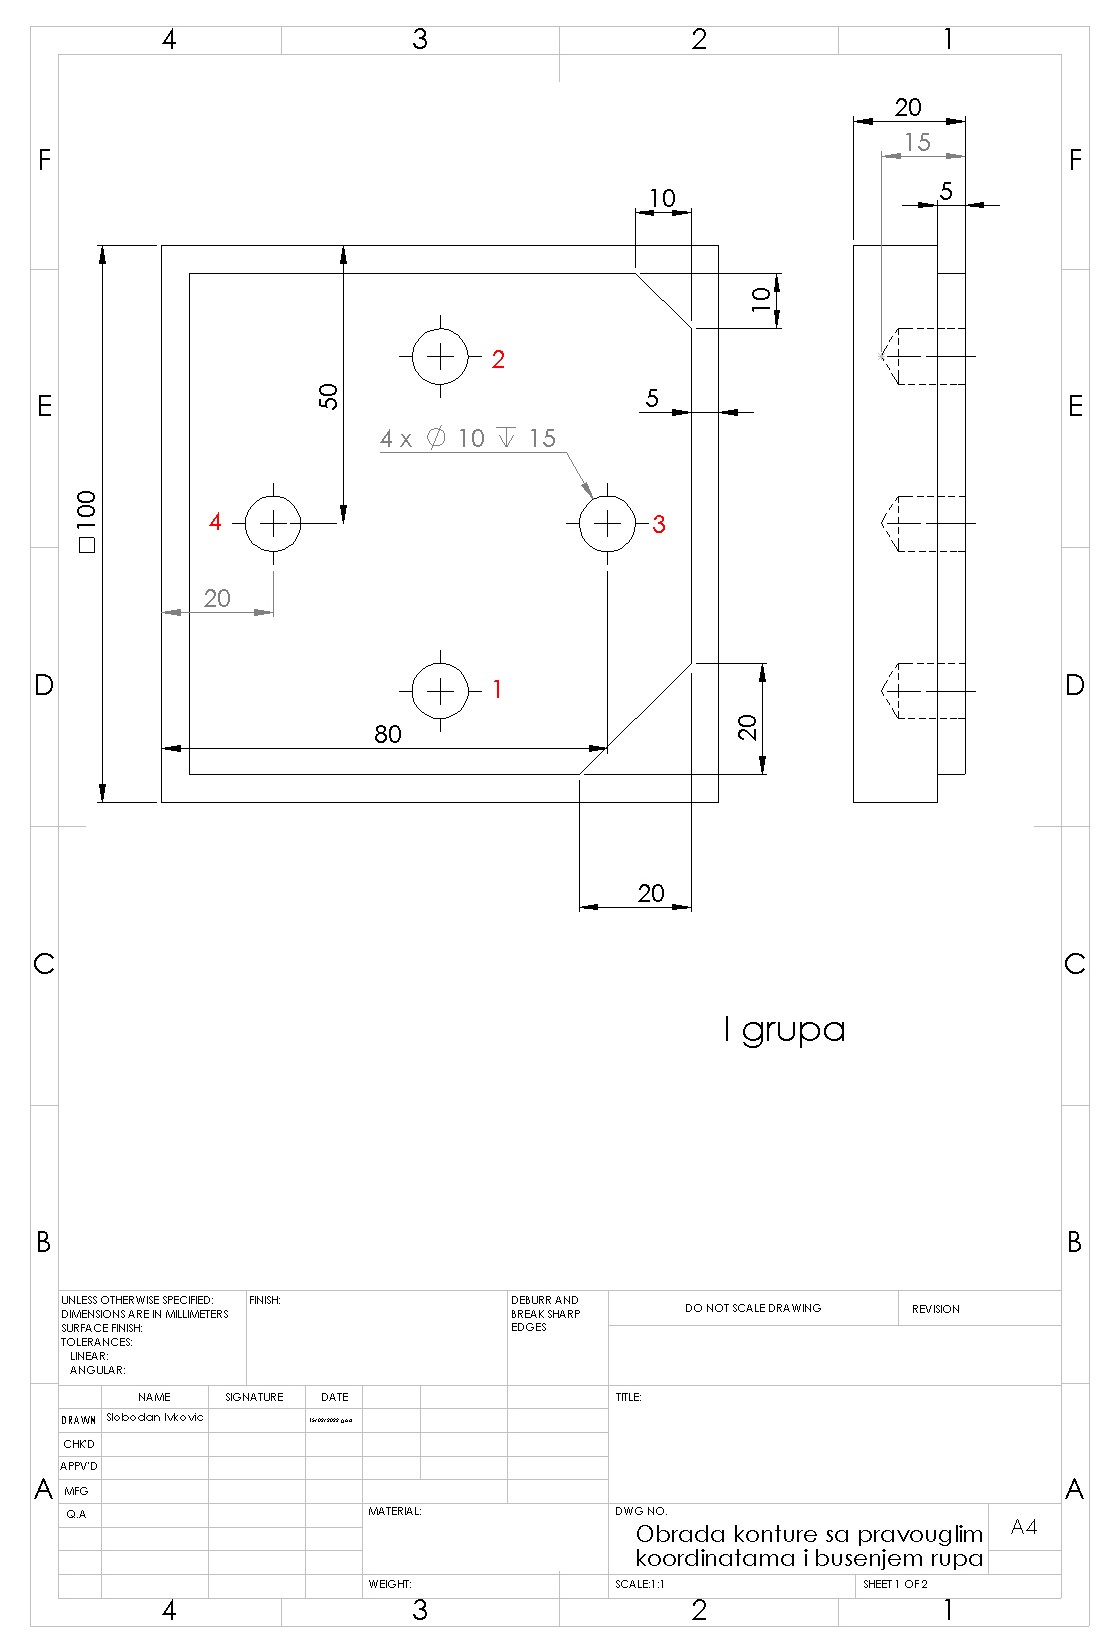 4 3 2 1
20
F 15 F
10 5
10
2
E 50 5 E
4 x ∅ 10 ↧ 15
□ 100
4 3
20
D 1 D
80 20
20
C C
I grupa
B B
UNLESS OTHERWISE SPECIFIED:
DIMENSIONS ARE IN MILLIMETERS
SURFACE FINISH:
TOLERANCES:
LINEAR:
ANGULAR:
FINISH:
DEBURR AND
BREAK SHARP
EDGES
DO NOT SCALE DRAWING
REVISION
NAME SIGNATURE DATE
TITLE:
DRAWN Slobodan Ivkovic
CHK'D
APPV'D
MFG
Q.A
A A
MATERIAL:
DWG NO.
Obrada konture sa pravouglim
koordinatama i busenjem rupa
A4
WEIGHT:
SCALE:1:1
SHEET 1 OF 2
4 3 2 1